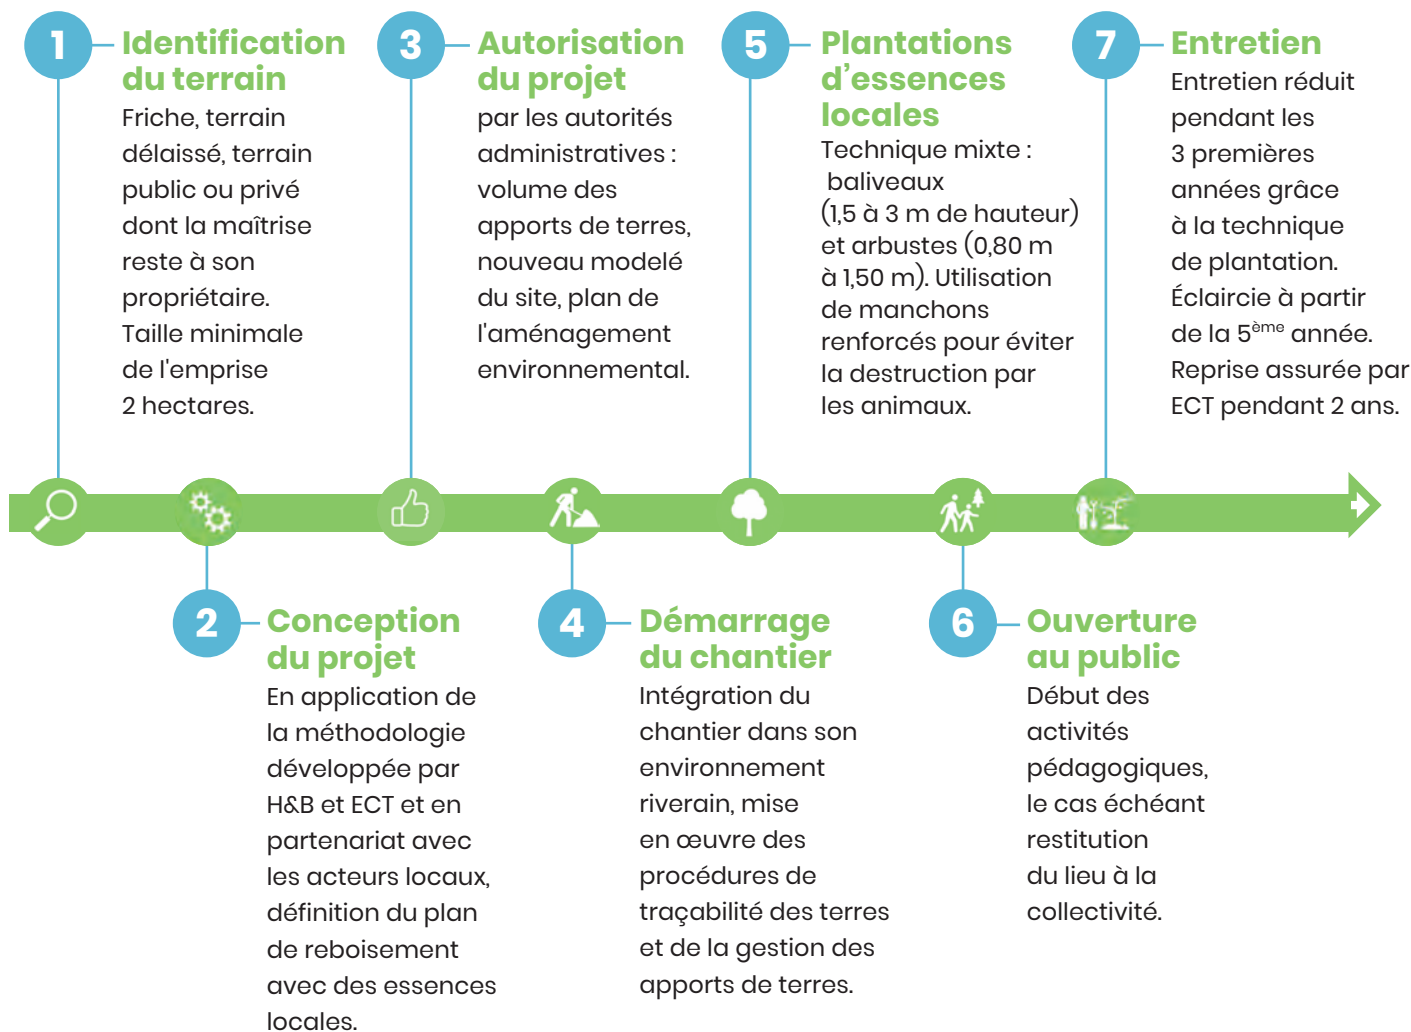 1
Identification
du terrain
Friche, terrain
délaissé, terrain
public ou privé
dont la maîtrise
reste à son
propriétaire.
Taille minimale
de l'emprise
2 hectares.
2
Conception
du projet
En application de
la méthodologie
développée par
H&B et ECT et en
partenariat avec
les acteurs locaux,
définition du plan
de reboisement
avec des essences
locales.
3
Autorisation
du projet
par les autorités
administratives :
volume des
apports de terres,
nouveau modelé
du site, plan de
l'aménagement
environnemental.
4
Démarrage
du chantier
Intégration du
chantier dans son
environnement
riverain, mise
en œuvre des
procédures de
traçabilité des terres
et de la gestion des
apports de terres.
5
Plantations
d’essences
locales
Technique mixte :
baliveaux
(1,5 à 3 m de hauteur)
et arbustes (0,80 m
à 1,50 m). Utilisation
de manchons
renforcés pour éviter
la destruction par
les animaux.
6
Ouverture
au public
Début des
activités
pédagogiques,
le cas échéant
restitution
du lieu à la
collectivité.
7
Entretien
Entretien réduit
pendant les
3 premières
années grâce
à la technique
de plantation.
Éclaircie à partir
de la 5ème année.
Reprise assurée par
ECT pendant 2 ans.